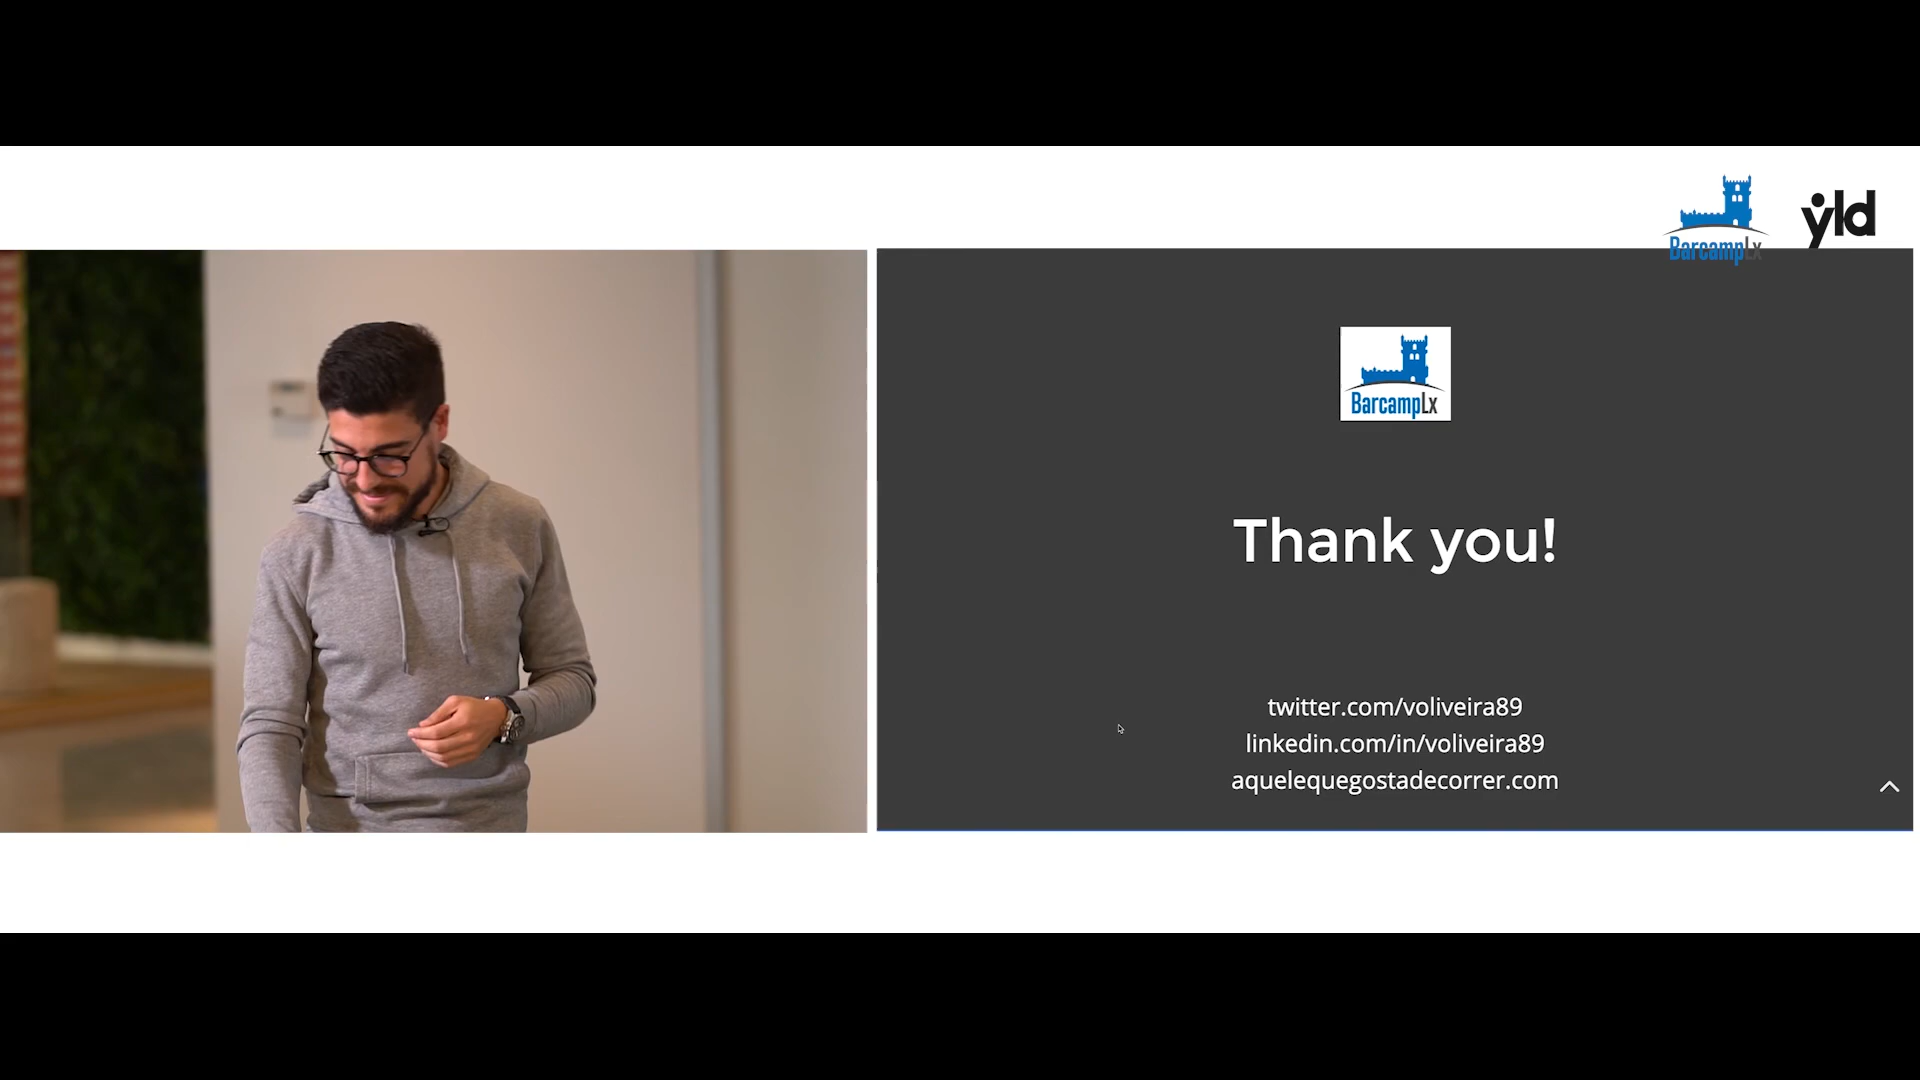 BarcampLx
yld
BarcampLx
Thank you!
twitter.com/voliveira89
linkedin.com/in/voliveira89
aquelequegostadecorrer.com